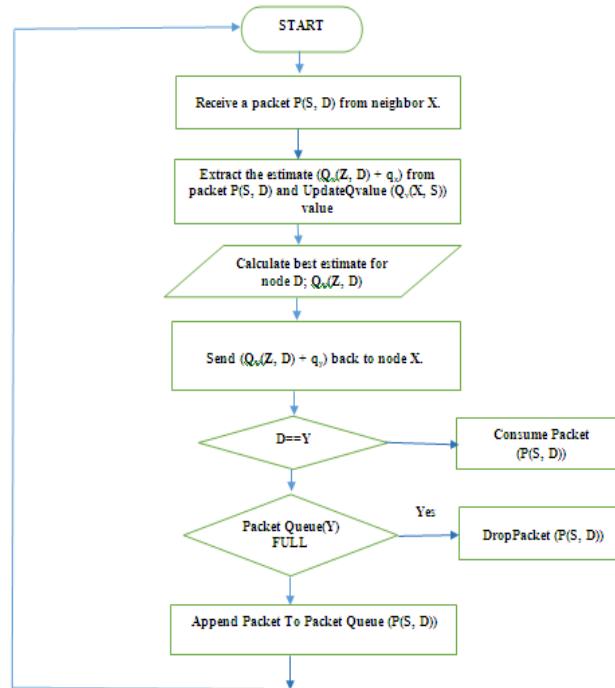 START
Receive a packet P(S, D) from neighbor X.
Extract the estimate (Qx(Z, D) + qx) from
packet P(S, D) and UpdateQvalue (Qy(X, S))
value
Calculate best estimate for
node D; Qy(Z, D)
Send (Qy(Z, D) + qy) back to node X.
D==Y
Consume Packet
(P(S, D))
Packet Queue(Y)
FULL
Yes
DropPacket (P(S, D))
Append Packet To Packet Queue (P(S, D))